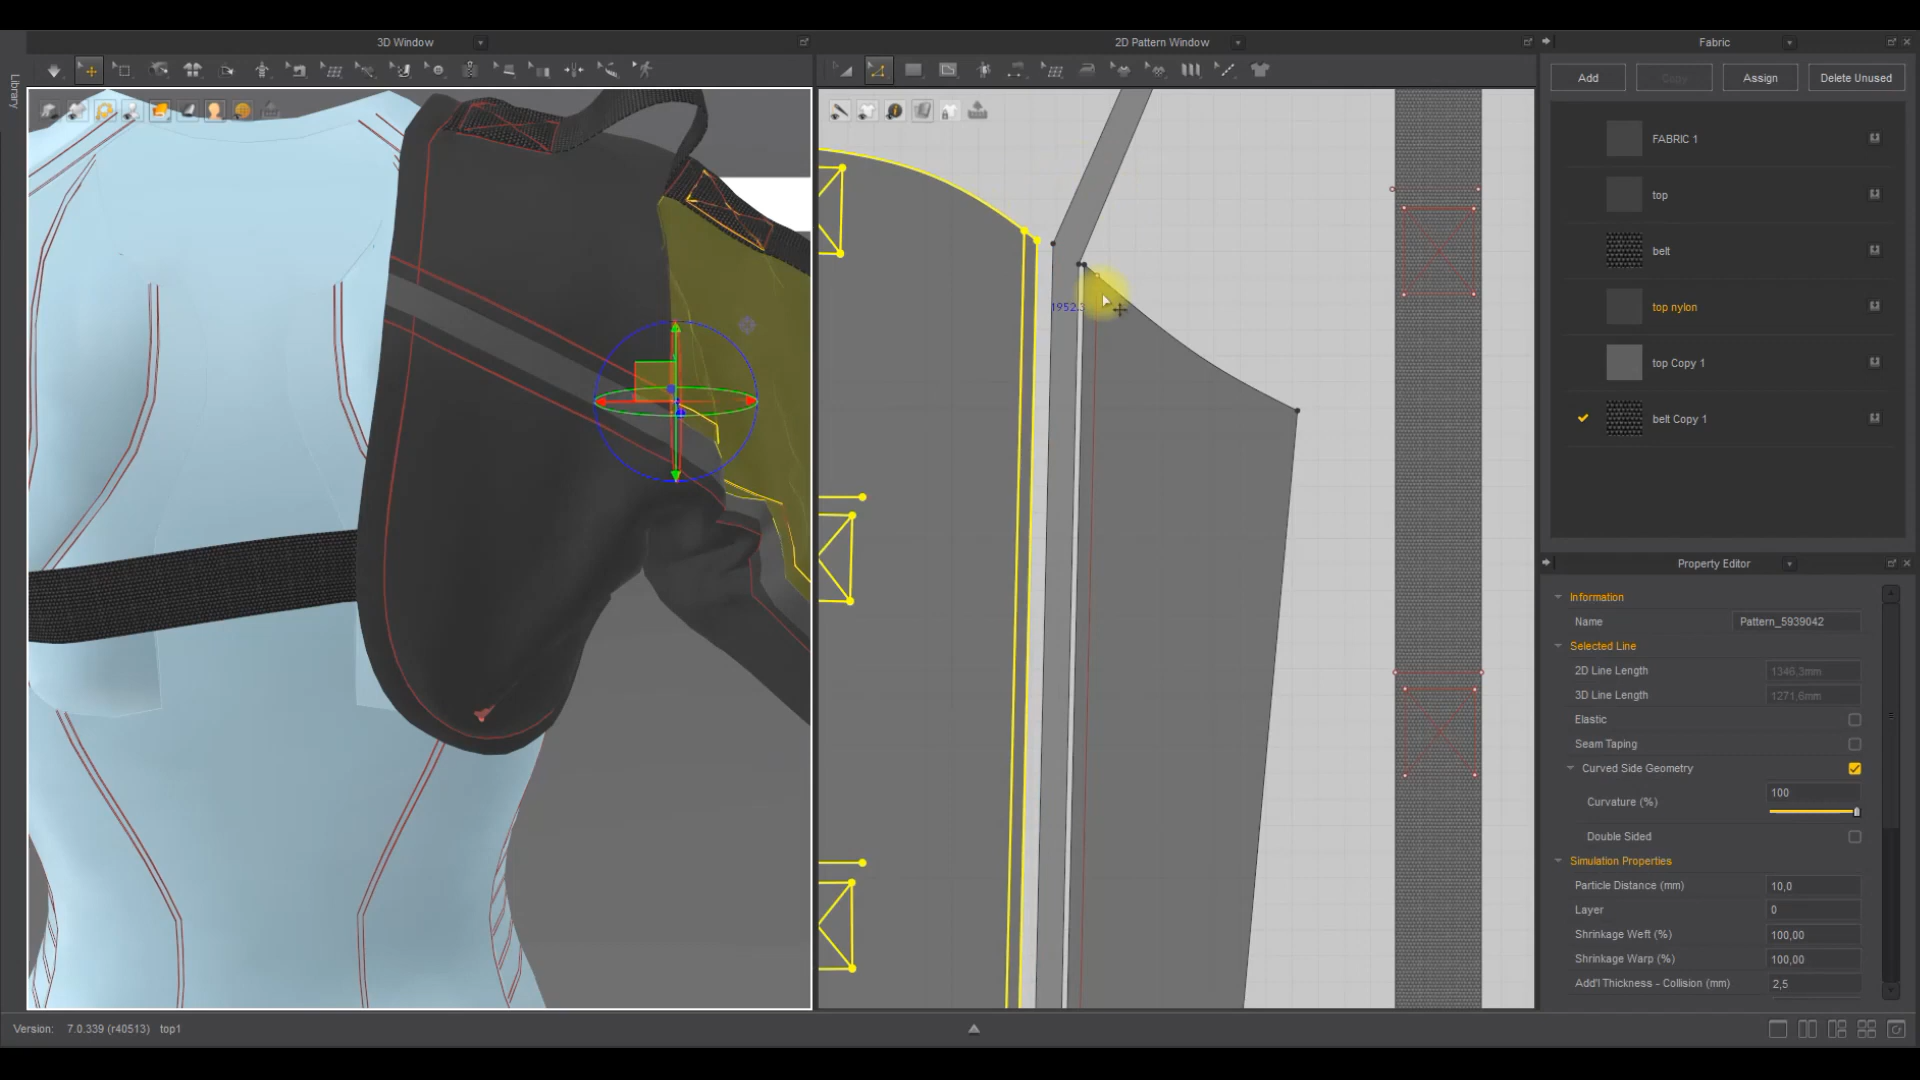 3D Window
2D Pattern Window
Fabric
Library
Add
Copy
Assign
Delete Unused
FABRIC 1
top
belt
top nylon
top Copy 1
belt Copy 1
1952.3
Property Editor
Information
Name
Pattern_5939042
Selected Line
2D Line Length
1346,3mm
3D Line Length
1271,6mm
Elastic
Seam Taping
Curved Side Geometry
Curvature (%)
100
Double Sided
Simulation Properties
Particle Distance (mm)
10,0
Layer
0
Shrinkage Weft (%)
100,00
Shrinkage Warp (%)
100,00
Add'l Thickness - Collision (mm)
2,5
Version: 7.0.339 (r40513) top1